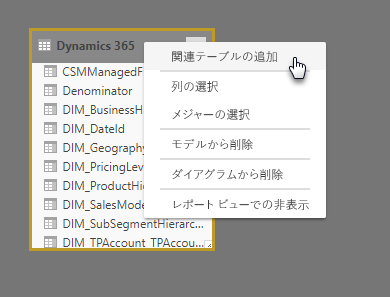 Dynamics 365
CSMManagedF
Denominator
DIM_BusinessH
DIM_DateId
DIM_Geography
DIM_PricingLev
DIM_ProductHie
DIM_SalesMode
DIM_SubSegmentHierarc...
DIM_TPAccount_TPAccou...
関連テーブルの追加
列の選択
メジャーの選択
モデルから削除
ダイアグラムから削除
レポート ビューでの非表示